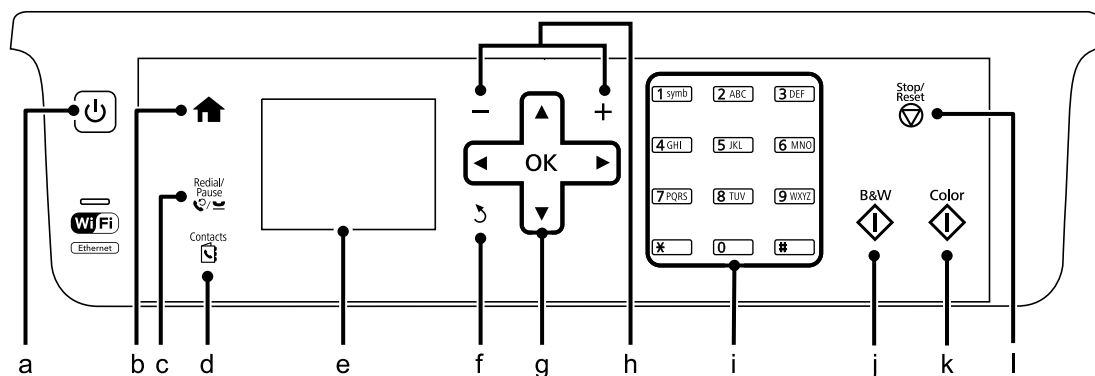 Stop/
Reset
1 symb 2 ABC 3 DEF
− +
OK
4 GHI 5 JKL 6 MNO
Redial/
Pause
7 PQRS 8 TUV 9 WXYZ
B&W Color
WiFi
Ethernet
Contacts
* 0 #
a b c d e f g h i j k l